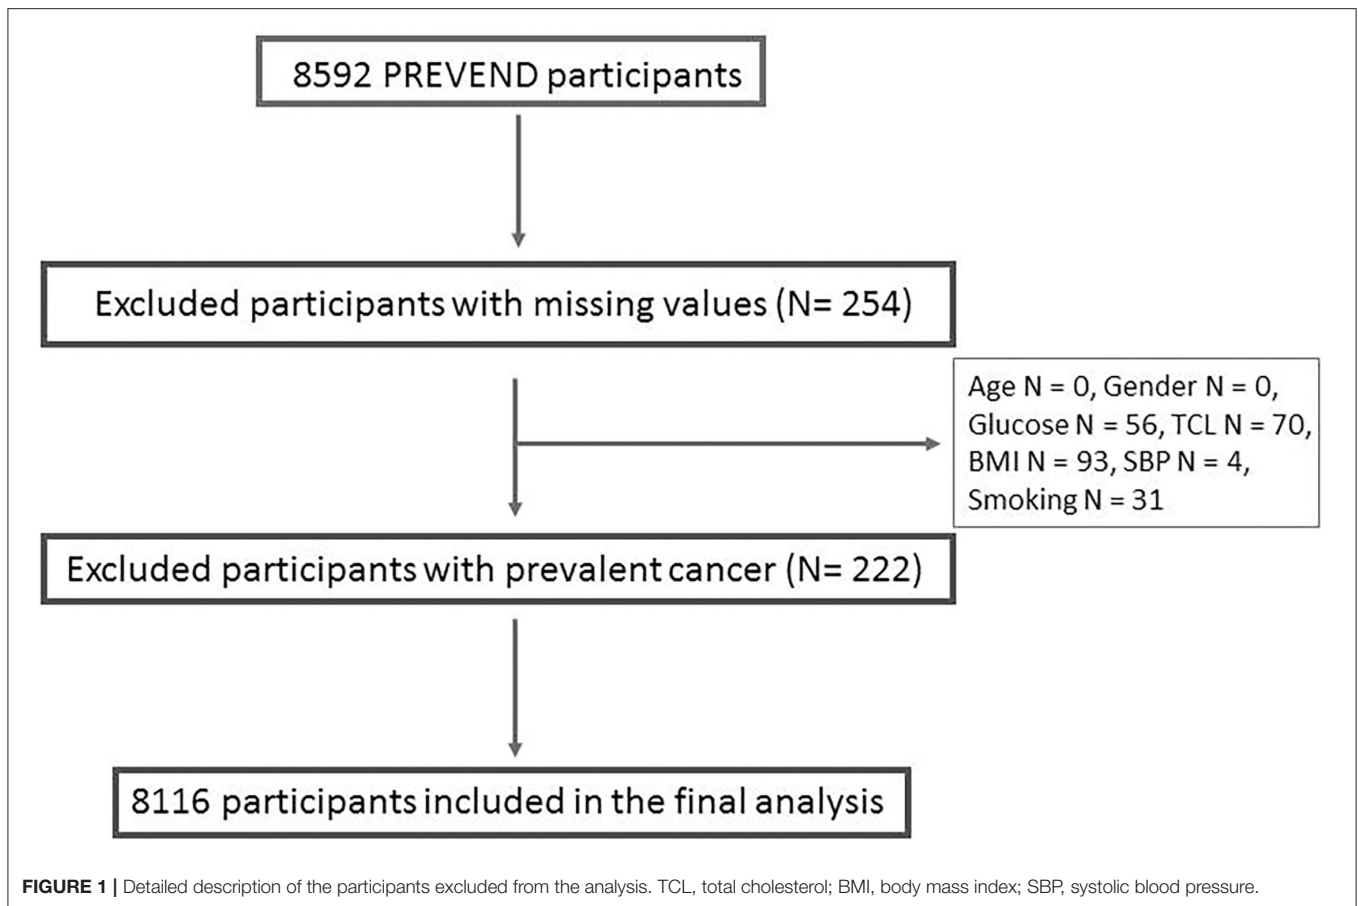 8592 PREVEND participants
Excluded participants with missing values (N= 254)
Age N = 0, Gender N = 0,
Glucose N = 56, TCL N = 70,
BMI N = 93, SBP N = 4,
Smoking N = 31
Excluded participants with prevalent cancer (N= 222)
8116 participants included in the final analysis
FIGURE 1 | Detailed description of the participants excluded from the analysis. TCL, total cholesterol; BMI, body mass index; SBP, systolic blood pressure.